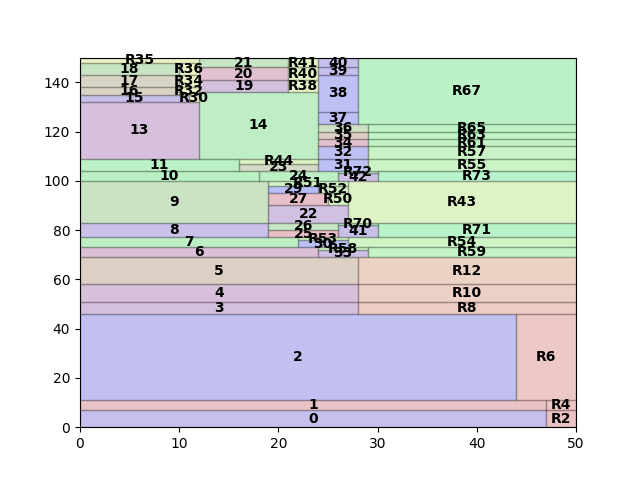 R35
21 R41 40
18 R36 20 R40 39
17 R34 19 R38 38 R67
16 R32
15 R30
13 14 37
36 R65
35 R63
34 R61
32 R57
11 R44 31 R55
23 R72
10 24 42 R73
R51
29 R52
9 27 R50 R43
22
R70
8 26 41 R71
25
7 R53 R54
30
6 R58 R59
33
5 R12
4 R10
3 R8
2 R6
1 R4
0 R2
140
120
100
80
60
40
20
0
0 10 20 30 40 50